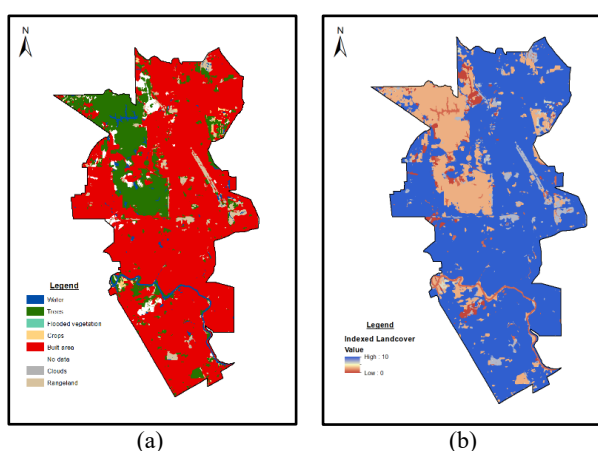 N
Legend
Water
Trees
Flooded vegetation
Crops
Built area
No data
Clouds
Rangeland
(a)
N
Legend
Indexed Landcover
Value
High : 10
Low : 0
(b)